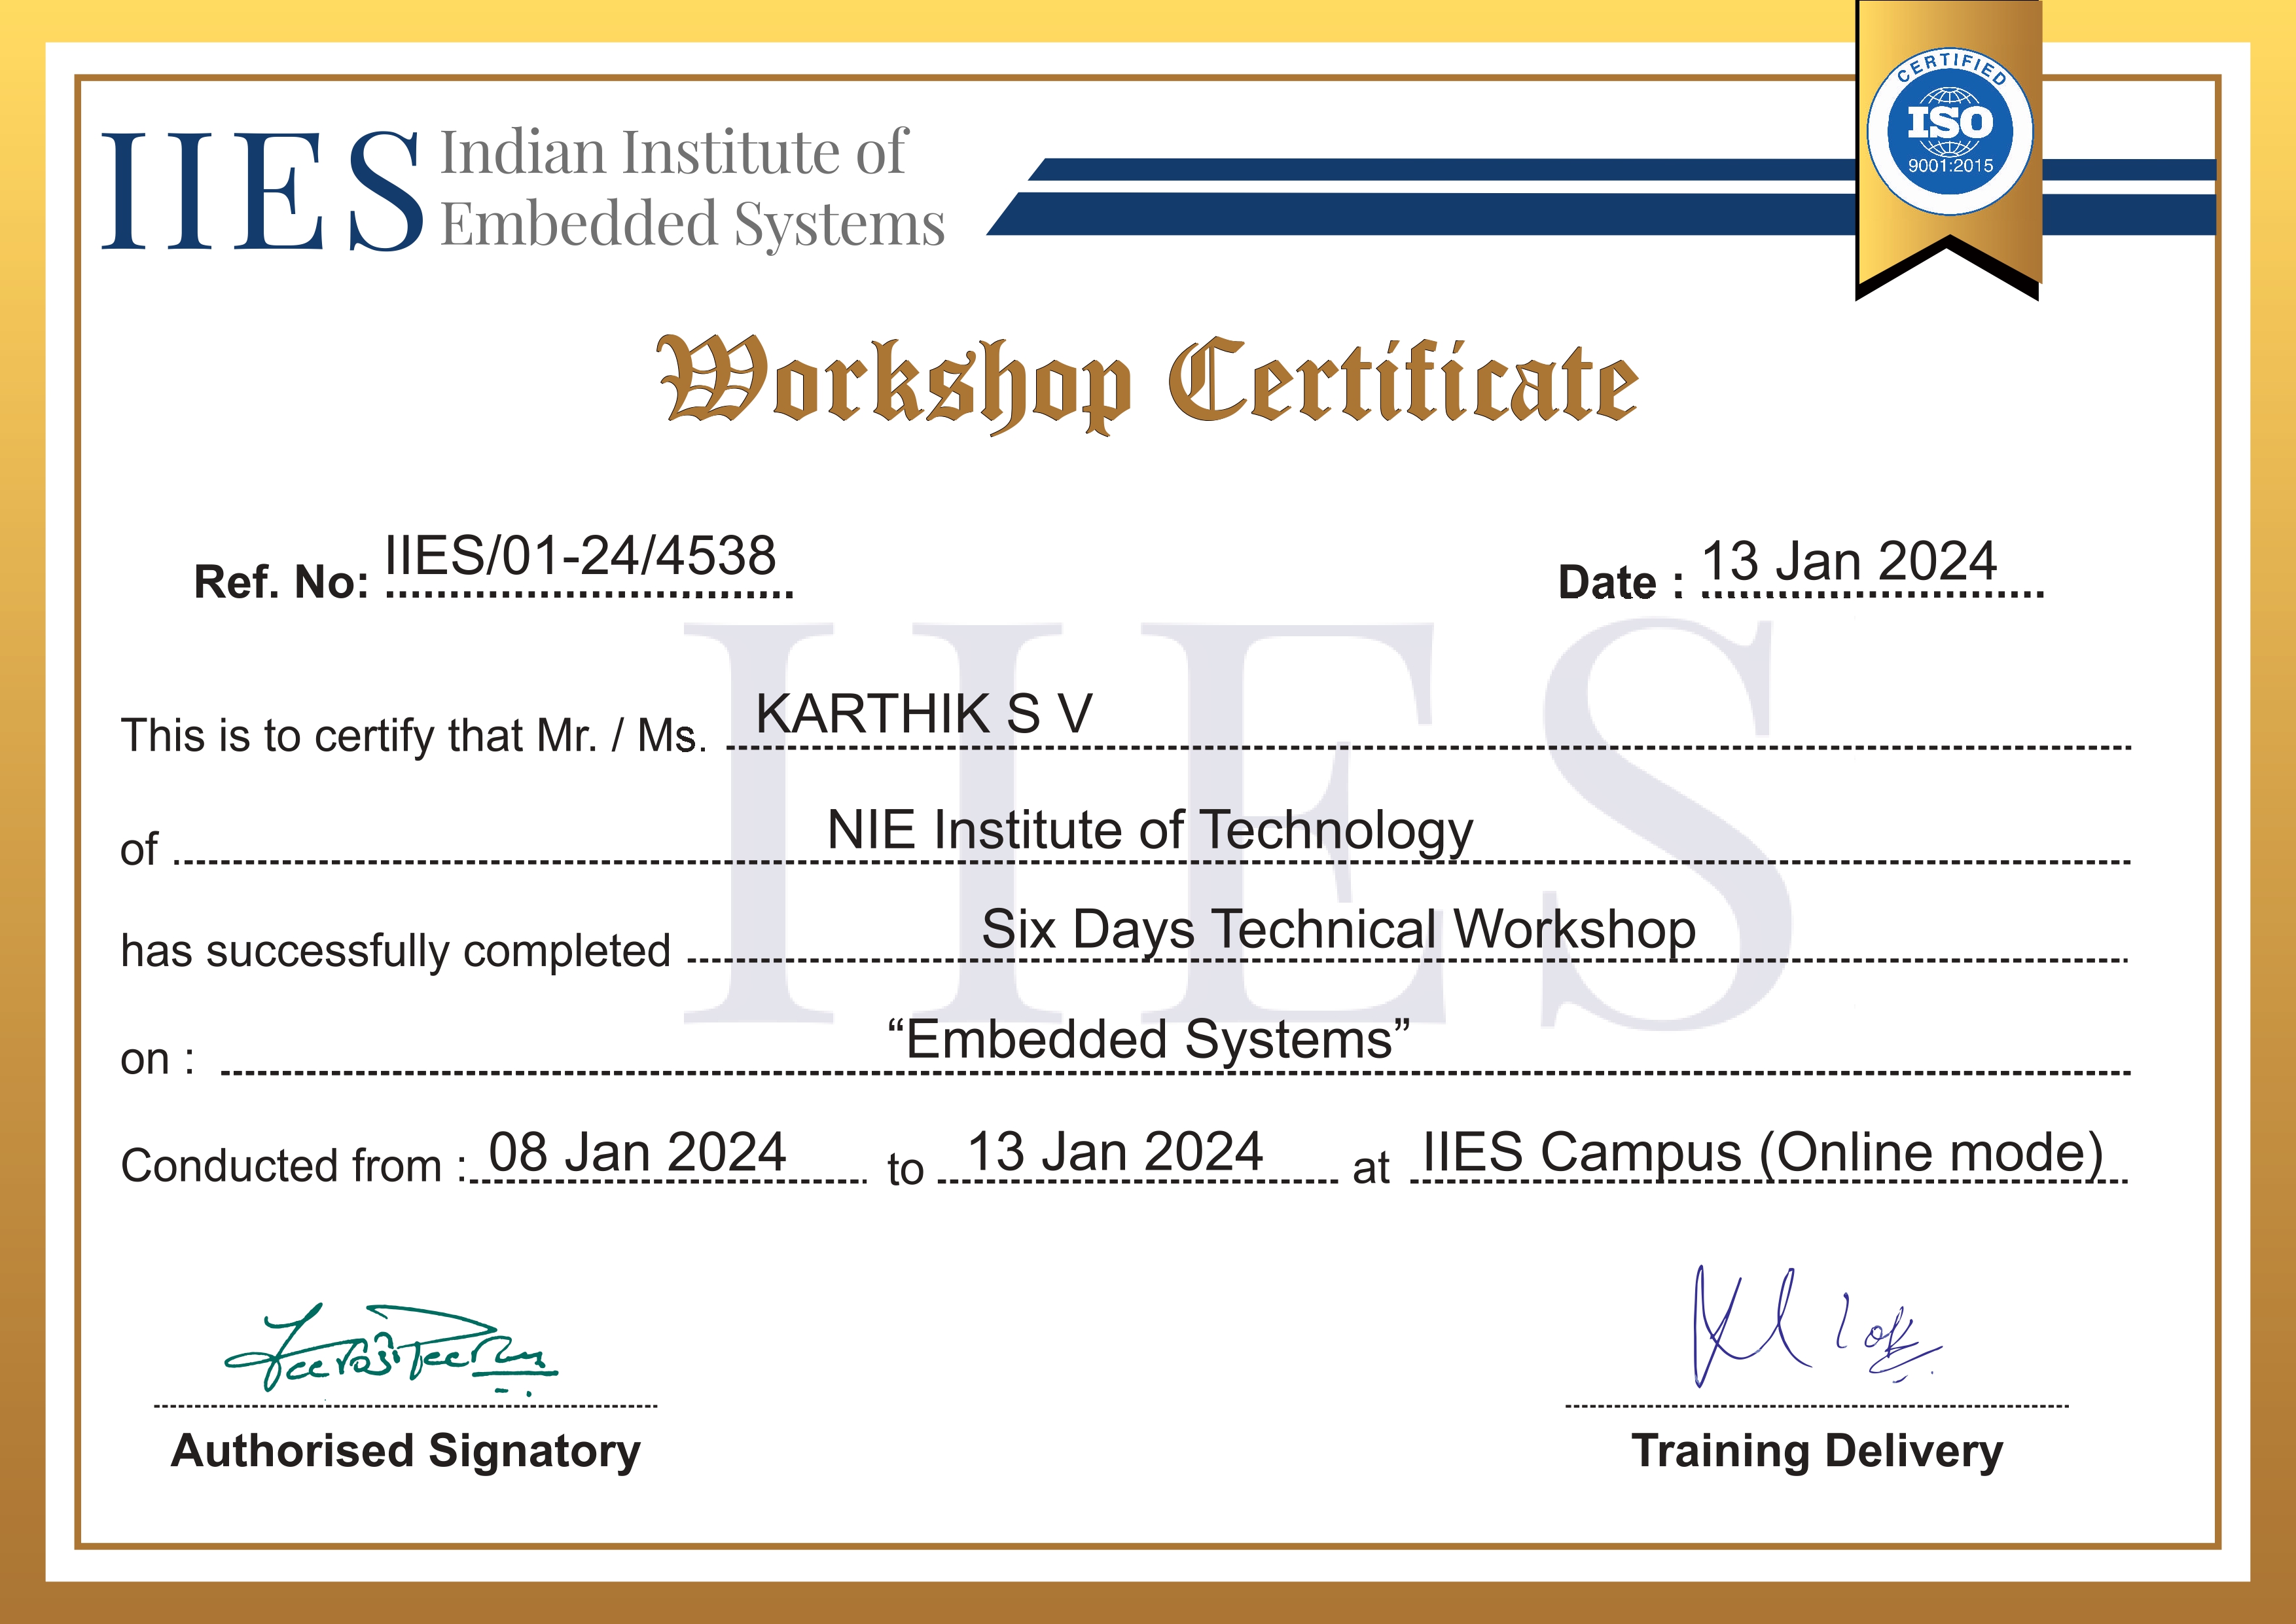 IIES
Indian Institute of
Embedded Systems
CERTIFIED
ISO
9001:2015
Workshop Certificate
Ref. No: IIES/01-24/4538
Date : 13 Jan 2024
This is to certify that Mr. / Ms. KARTHIK S V
of NIE Institute of Technology
has successfully completed Six Days Technical Workshop
on : “Embedded Systems”
Conducted from : 08 Jan 2024 to 13 Jan 2024 at IIES Campus (Online mode)
IIES
Authorised Signatory
Training Delivery